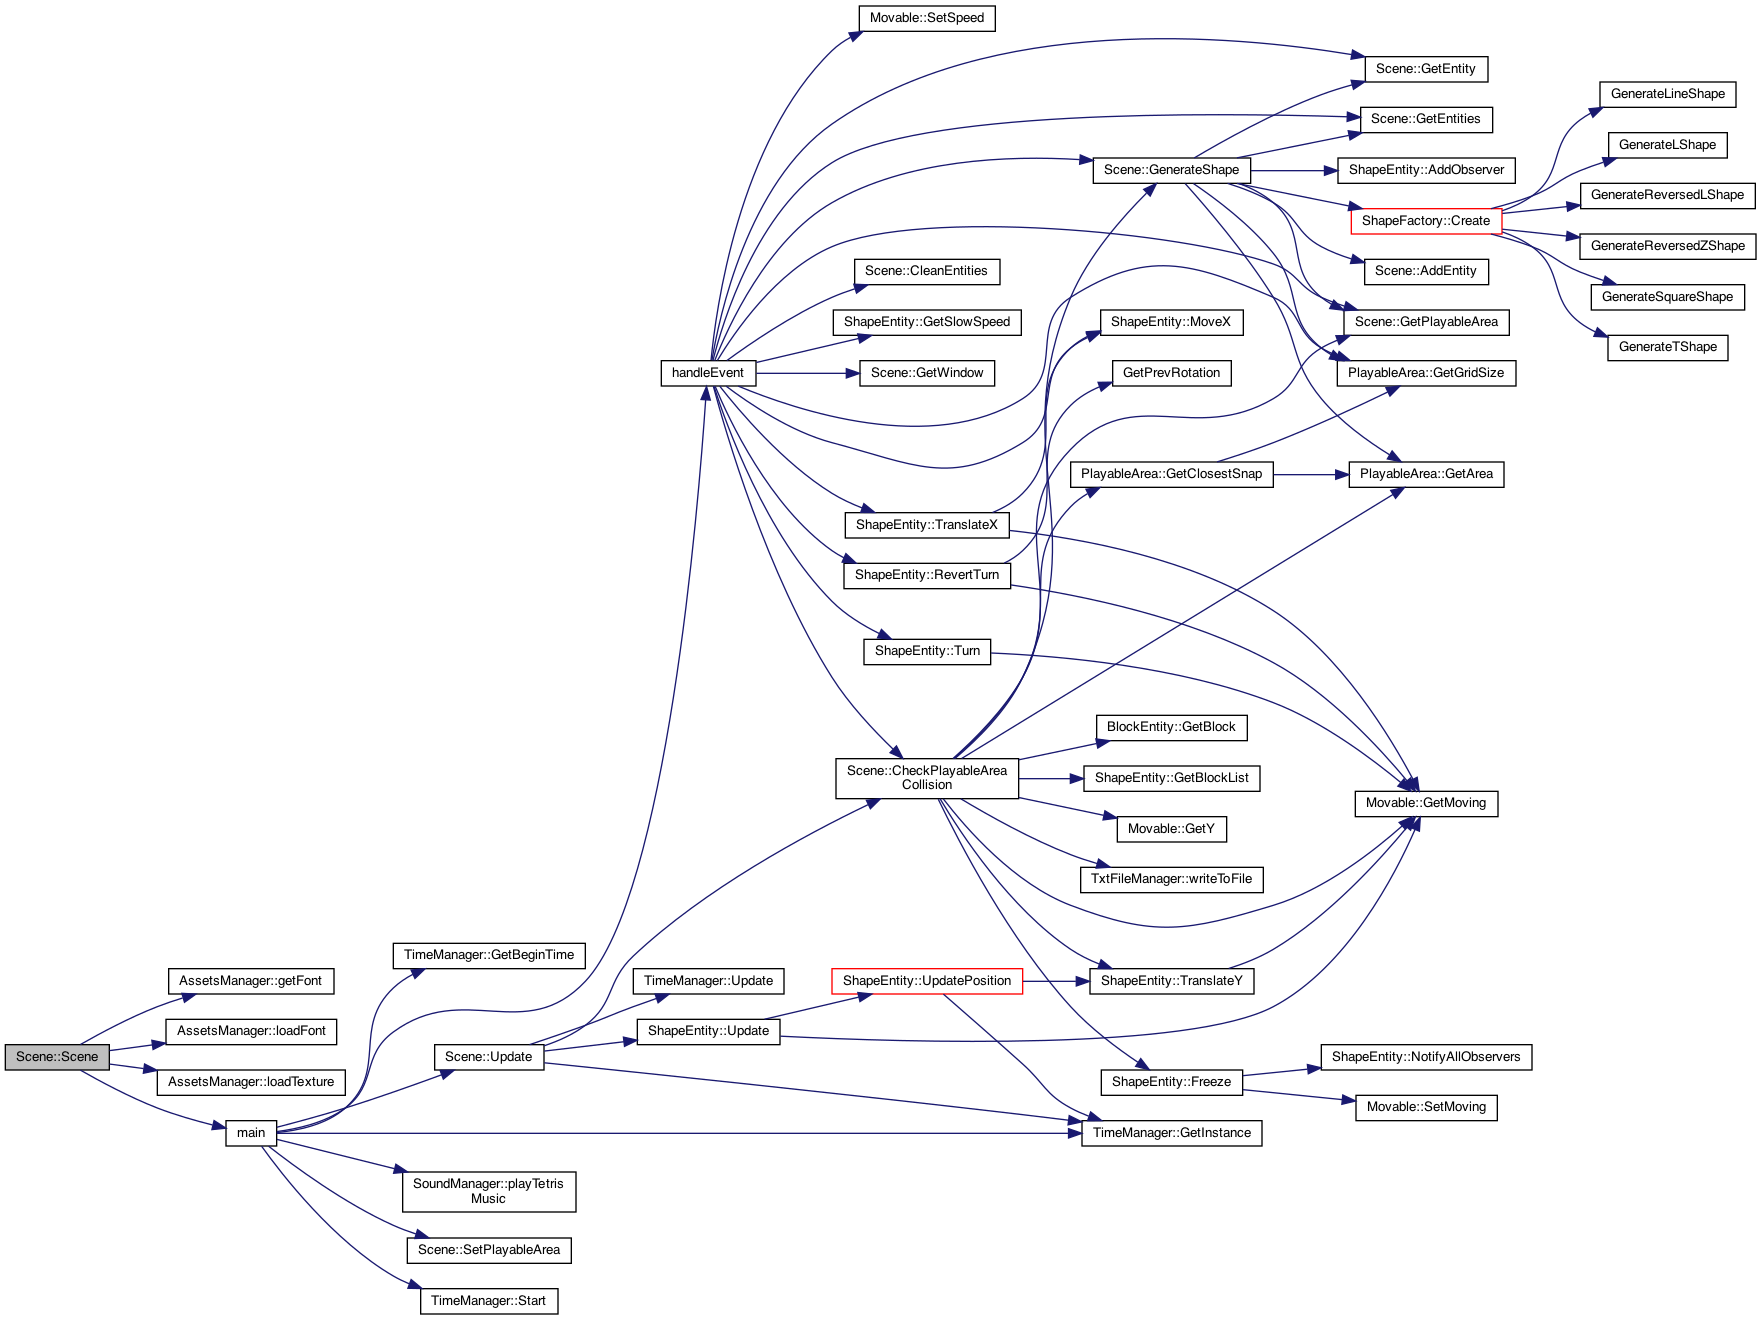 Movable::SetSpeed
Scene::GetEntity
GenerateLineShape
Scene::GetEntities
GenerateLShape
Scene::GenerateShape
ShapeEntity::AddObserver
GenerateReversedLShape
ShapeFactory::Create
GenerateReversedZShape
Scene::CleanEntities
Scene::AddEntity
GenerateSquareShape
ShapeEntity::GetSlowSpeed
ShapeEntity::MoveX
Scene::GetPlayableArea
GenerateTShape
handleEvent
Scene::GetWindow
GetPrevRotation
PlayableArea::GetGridSize
PlayableArea::GetClosestSnap
PlayableArea::GetArea
ShapeEntity::TranslateX
ShapeEntity::RevertTurn
ShapeEntity::Turn
BlockEntity::GetBlock
Scene::CheckPlayableArea
Collision
ShapeEntity::GetBlockList
Movable::GetMoving
Movable::GetY
TxtFileManager::writeToFile
TimeManager::GetBeginTime
AssetsManager::getFont
TimeManager::Update
ShapeEntity::UpdatePosition
ShapeEntity::TranslateY
AssetsManager::loadFont
ShapeEntity::Update
Scene::Scene
Scene::Update
ShapeEntity::NotifyAllObservers
AssetsManager::loadTexture
ShapeEntity::Freeze
Movable::SetMoving
main
TimeManager::GetInstance
SoundManager::playTetris
Music
Scene::SetPlayableArea
TimeManager::Start